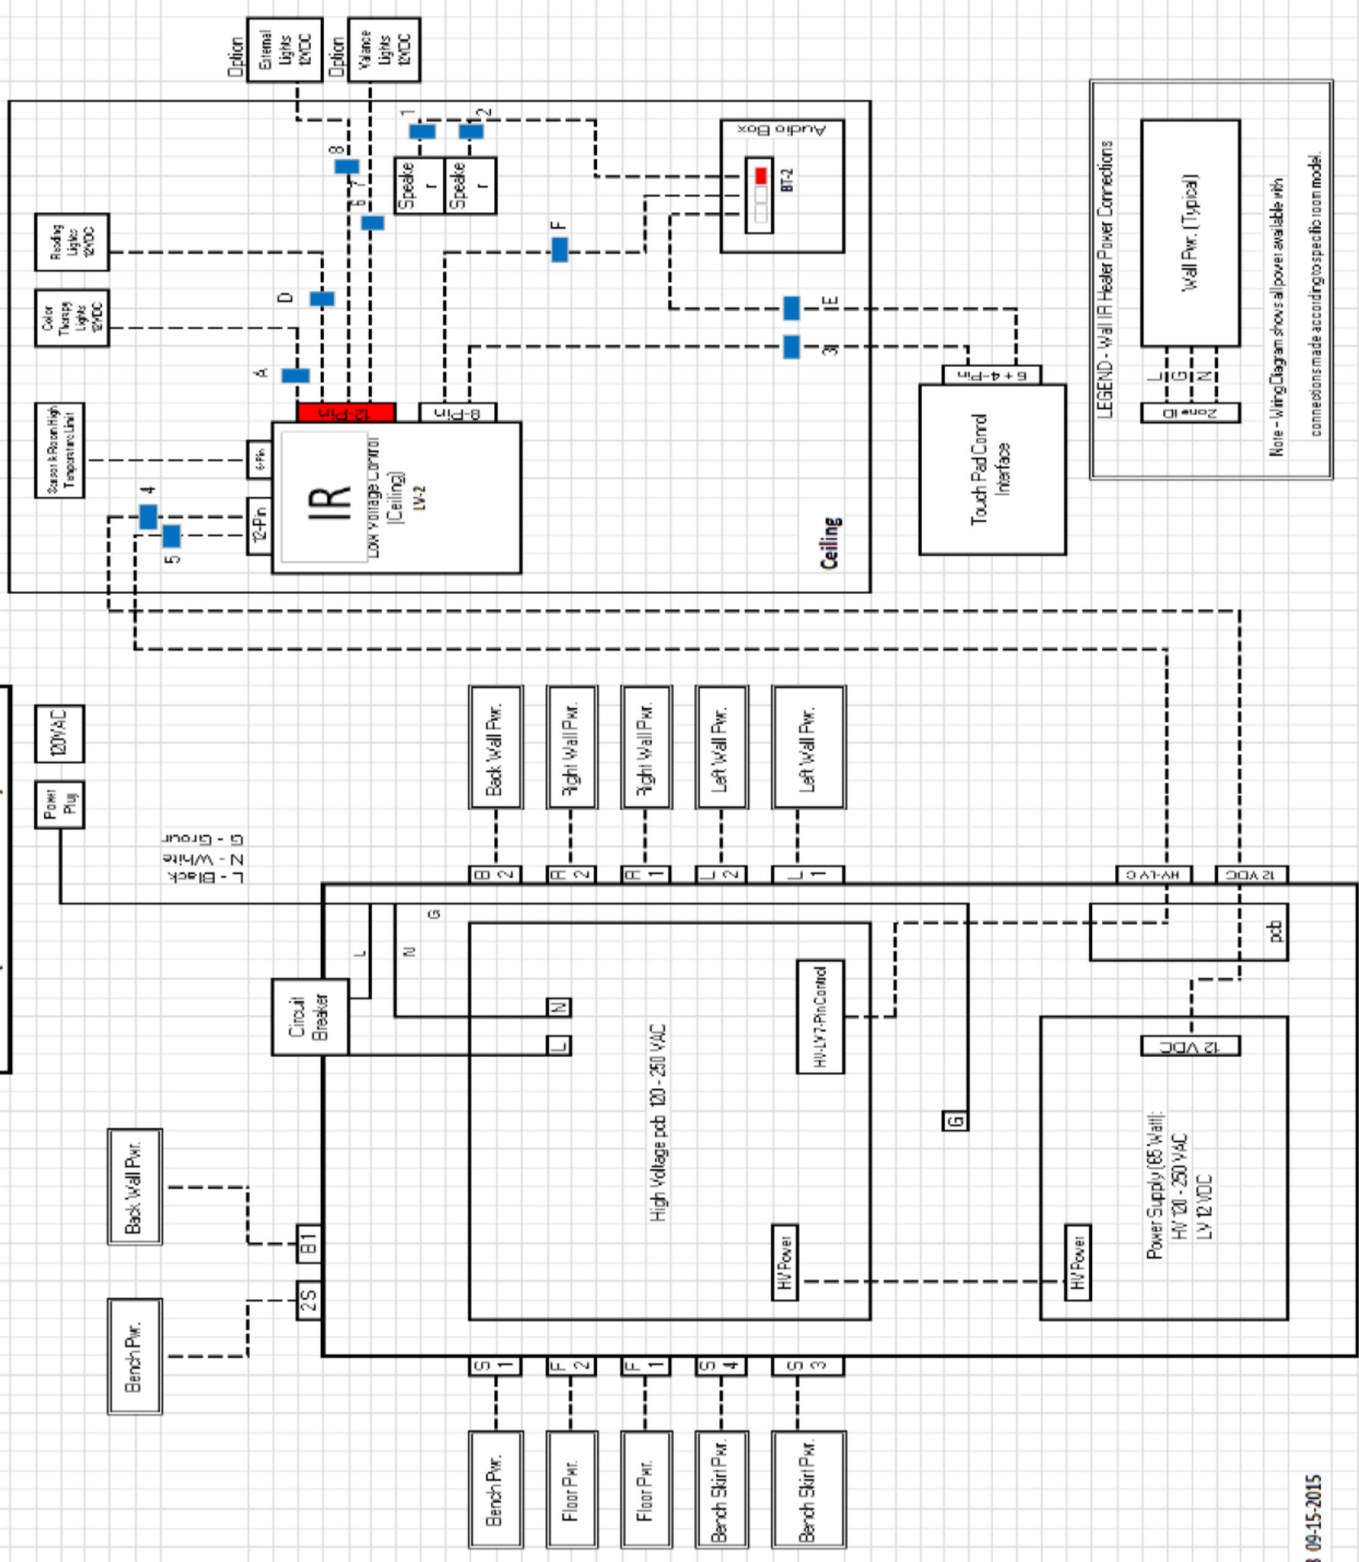 Option
External
Lights
12VDC
Option
Valance
Lights
12VDC
Reading
Lights
12VDC
Color
Therapy
Lights
12VDC
Sensor & Room High
Temperature Limit
4
5
A
D
8
7
6
1
2
Speake
r
Speake
r
F
E
3
Audio Box
BT-2
12-Pin
6-Pin
12-Pin
8-Pin
IR
Low Voltage Control
(Ceiling)
LV-2
Ceiling
6 + 4-Pin
Touch Pad Control
Interface
LEGEND - Wall IR Heater Power Connections
Wall Pwr. (Typical)
L
G
N
Zone ID
Note - Wiring Diagram shows all power available with
connections made according to specific room model.
120VAC
Power
Plug
L - Black
N - White
G - Groun
Back Wall Pwr.
Right Wall Pwr.
Right Wall Pwr.
Left Wall Pwr.
Left Wall Pwr.
B
2
R
2
R
1
L
2
L
1
HV-LV C
12 VDC
pcb
Circuit
Breaker
L
N
G
N
L
High Voltage pcb 120 - 250 VAC
HV-LV 7-Pin Control
G
HV Power
HV Power
12 VDC
Power Supply (65 Watt):
HV 120 - 250 VAC
LV 12 VDC
Back Wall Pwr.
Bench Pwr.
B1
2S
S
1
F
2
F
1
S
4
S
3
Bench Pwr.
Floor Pwr.
Floor Pwr.
Bench Skirt Pwr.
Bench Skirt Pwr.
09-15-2015